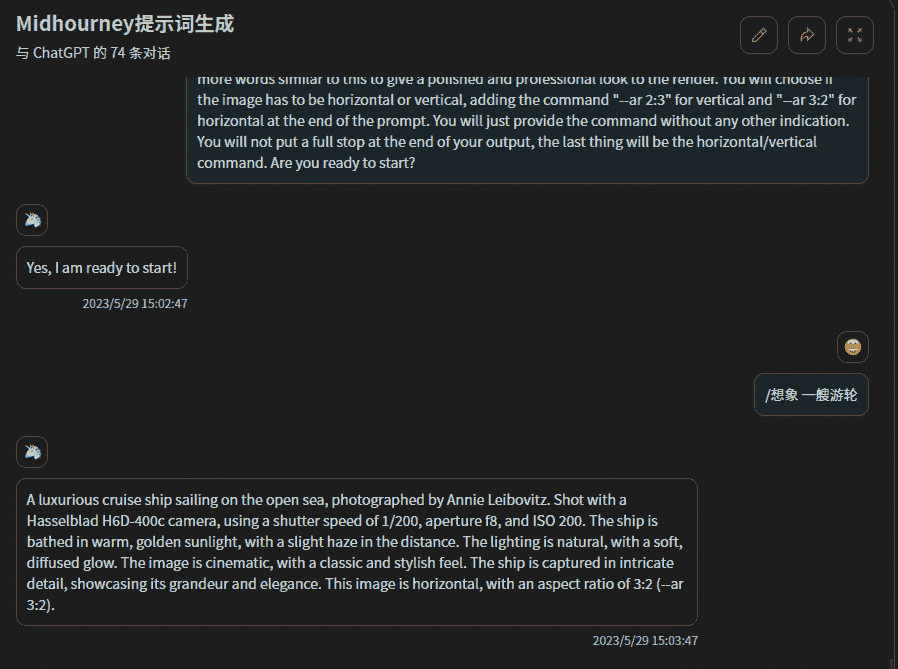 Midhourney提示词生成
与 ChatGPT 的 74 条对话
more words similar to this to give a polished and professional look to the render. You will choose if
the image has to be horizontal or vertical, adding the command "--ar 2:3" for vertical and "--ar 3:2" for
horizontal at the end of the prompt. You will just provide the command without any other indication.
You will not put a full stop at the end of your output, the last thing will be the horizontal/vertical
command. Are you ready to start?
Yes, I am ready to start!
2023/5/29 15:02:47
/想象 一艘游轮
A luxurious cruise ship sailing on the open sea, photographed by Annie Leibovitz. Shot with a
Hasselblad H6D-400c camera, using a shutter speed of 1/200, aperture f8, and ISO 200. The ship is
bathed in warm, golden sunlight, with a slight haze in the distance. The lighting is natural, with a soft,
diffused glow. The image is cinematic, with a classic and stylish feel. The ship is captured in intricate
detail, showcasing its grandeur and elegance. This image is horizontal, with an aspect ratio of 3:2 (--ar
3:2).
2023/5/29 15:03:47